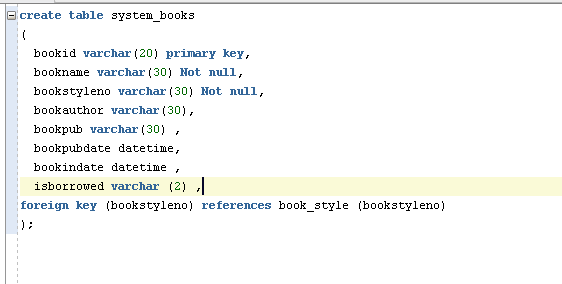 create table system_books
(
bookid varchar(20) primary key,
bookname varchar(30) Not null,
bookstyleno varchar(30) Not null,
bookauthor varchar(30),
bookpub varchar(30) ,
bookpubdate datetime,
bookindate datetime ,
isborrowed varchar (2) ,
foreign key (bookstyleno) references book_style (bookstyleno)
);